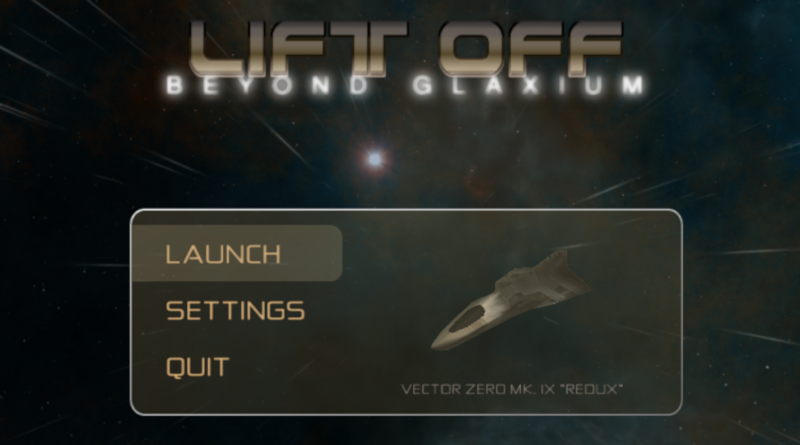 LIFT OFF
BEYOND GLAXIUM
LAUNCH
SETTINGS
QUIT
VECTOR ZERO MK. IX "REDUX"